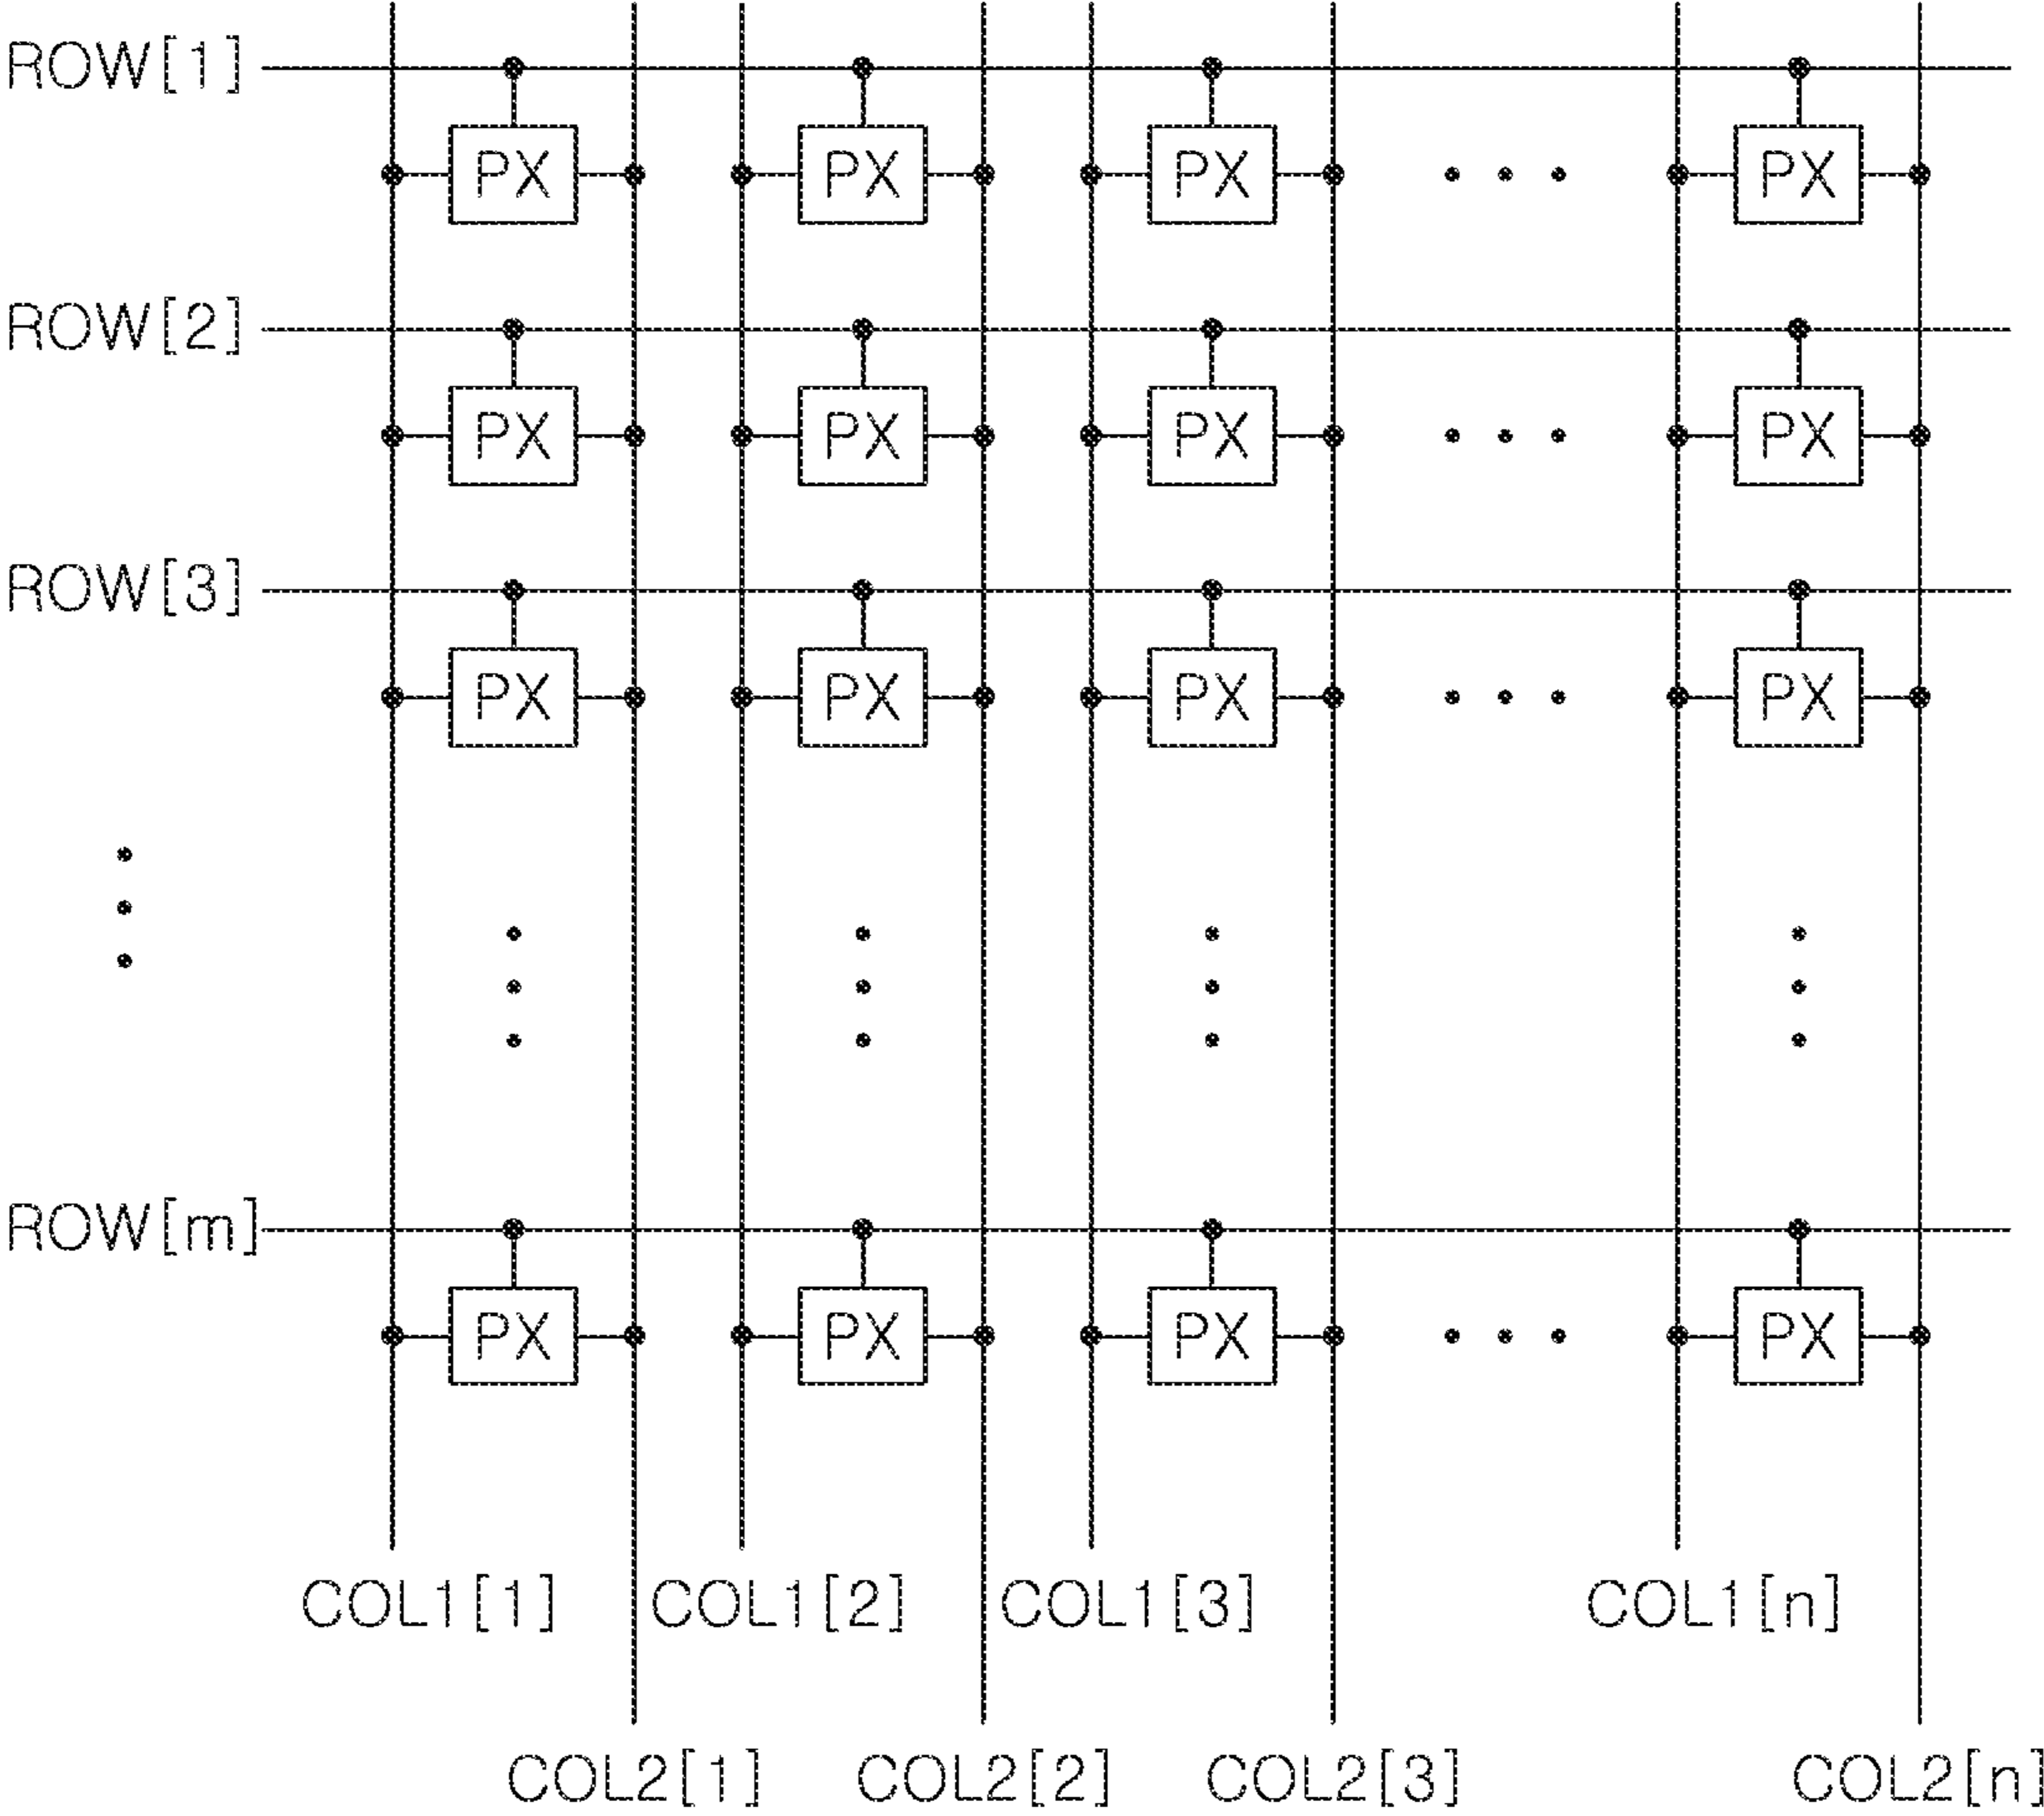 ROW[1]
PX PX PX PX
ROW[2]
PX PX PX PX
ROW[3]
PX PX PX PX
ROW[m]
PX PX PX PX
COL1[1] COL1[2] COL1[3] COL1[n]
COL2[1] COL2[2] COL2[3] COL2[n]